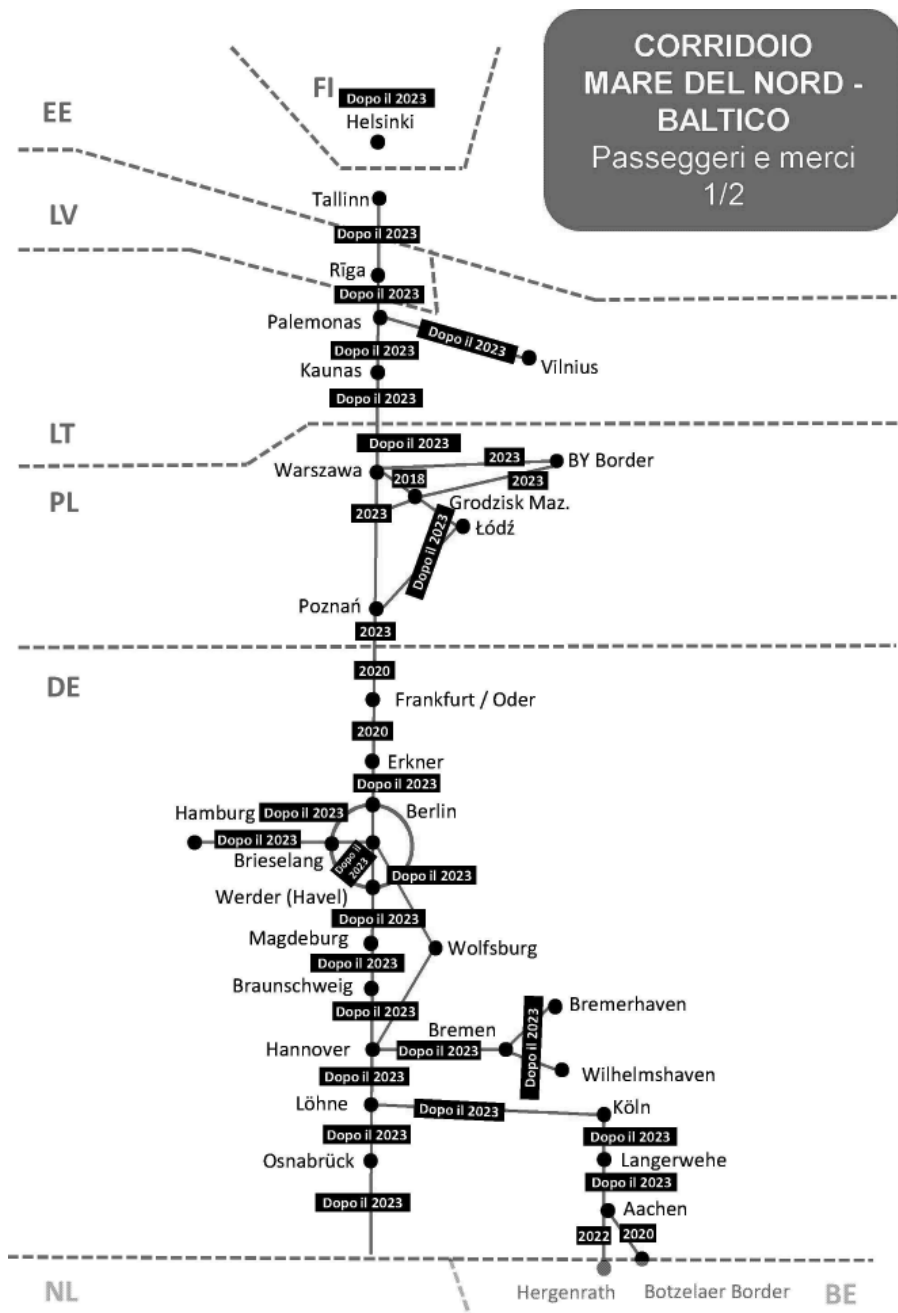 CORRIDOIO
MARE DEL NORD -
BALTICO
Passeggeri e merci
1/2
FI
Dopo il 2023
Helsinki
EE
Tallinn
LV
Dopo il 2023
Rīga
Dopo il 2023
Palemonas
Dopo il 2023
Vilnius
Dopo il 2023
Kaunas
Dopo il 2023
LT
Dopo il 2023
Warszawa
2023
BY Border
2018
2023
PL
Grodzisk Maz.
2023
Łódź
Dopo il 2023
Poznań
2023
DE
2020
Frankfurt / Oder
2020
Erkner
Dopo il 2023
Hamburg
Dopo il 2023
Berlin
Dopo il 2023
Brieselang
Dopo il
2023
Dopo il 2023
Werder (Havel)
Dopo il 2023
Magdeburg
Wolfsburg
Dopo il 2023
Braunschweig
Dopo il 2023
Bremerhaven
Bremen
Dopo il 2023
Hannover
Dopo il 2023
Dopo il 2023
Wilhelmshaven
Löhne
Dopo il 2023
Köln
Dopo il 2023
Dopo il 2023
Osnabrück
Langerwehe
Dopo il 2023
Dopo il 2023
Aachen
2022
2020
NL
Hergenrath
Botzelaer Border
BE